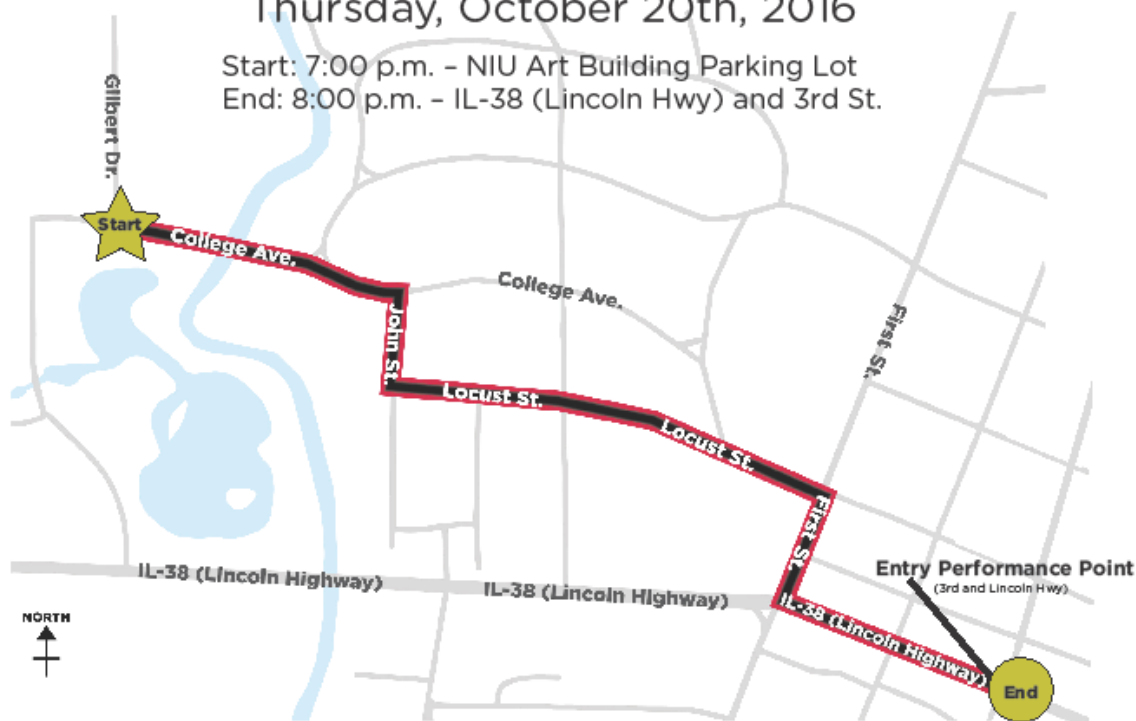 Thursday, October 20th, 2016
Start: 7:00 p.m. – NIU Art Building Parking Lot
End: 8:00 p.m. – IL-38 (Lincoln Hwy) and 3rd St.
Gilbert Dr.
Start
College Ave.
College Ave.
John St.
First St.
Locust St.
Locust St.
First St.
Entry Performance Point
(3rd and Lincoln Hwy)
IL-38 (Lincoln Highway)
IL-38 (Lincoln Highway)
IL-38 (Lincoln Highway)
NORTH
End